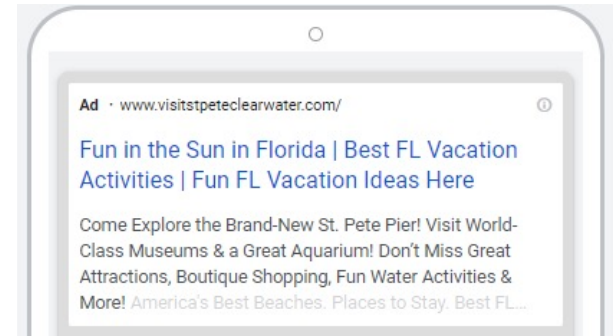 Ad · www.visitstpeteclearwater.com/
Fun in the Sun in Florida | Best FL Vacation
Activities | Fun FL Vacation Ideas Here
Come Explore the Brand-New St. Pete Pier! Visit World-
Class Museums & a Great Aquarium! Don't Miss Great
Attractions, Boutique Shopping, Fun Water Activities &
More! America's Best Beaches. Places to Stay. Best FL...